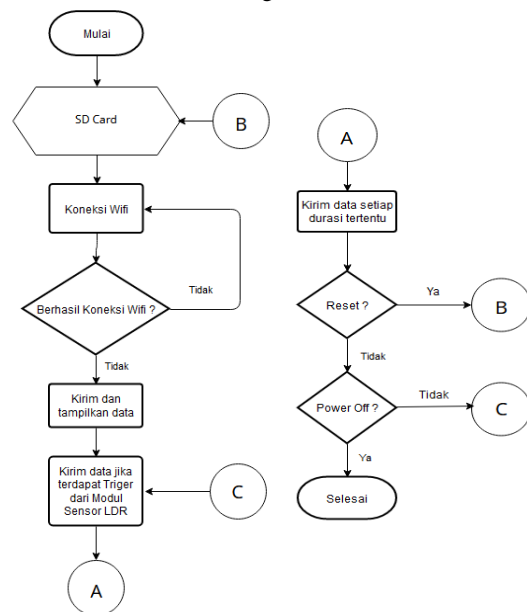 Mulai
SD Card
B
Koneksi Wifi
Berhasil Koneksi Wifi ?
Tidak
Tidak
Kirim dan
tampilkan data
Kirim data jika
terdapat Triger
dari Modul
Sensor LDR
C
A
A
Kirim data setiap
durasi tertentu
Reset ?
Ya
B
Tidak
Power Off ?
Tidak
C
Ya
Selesai